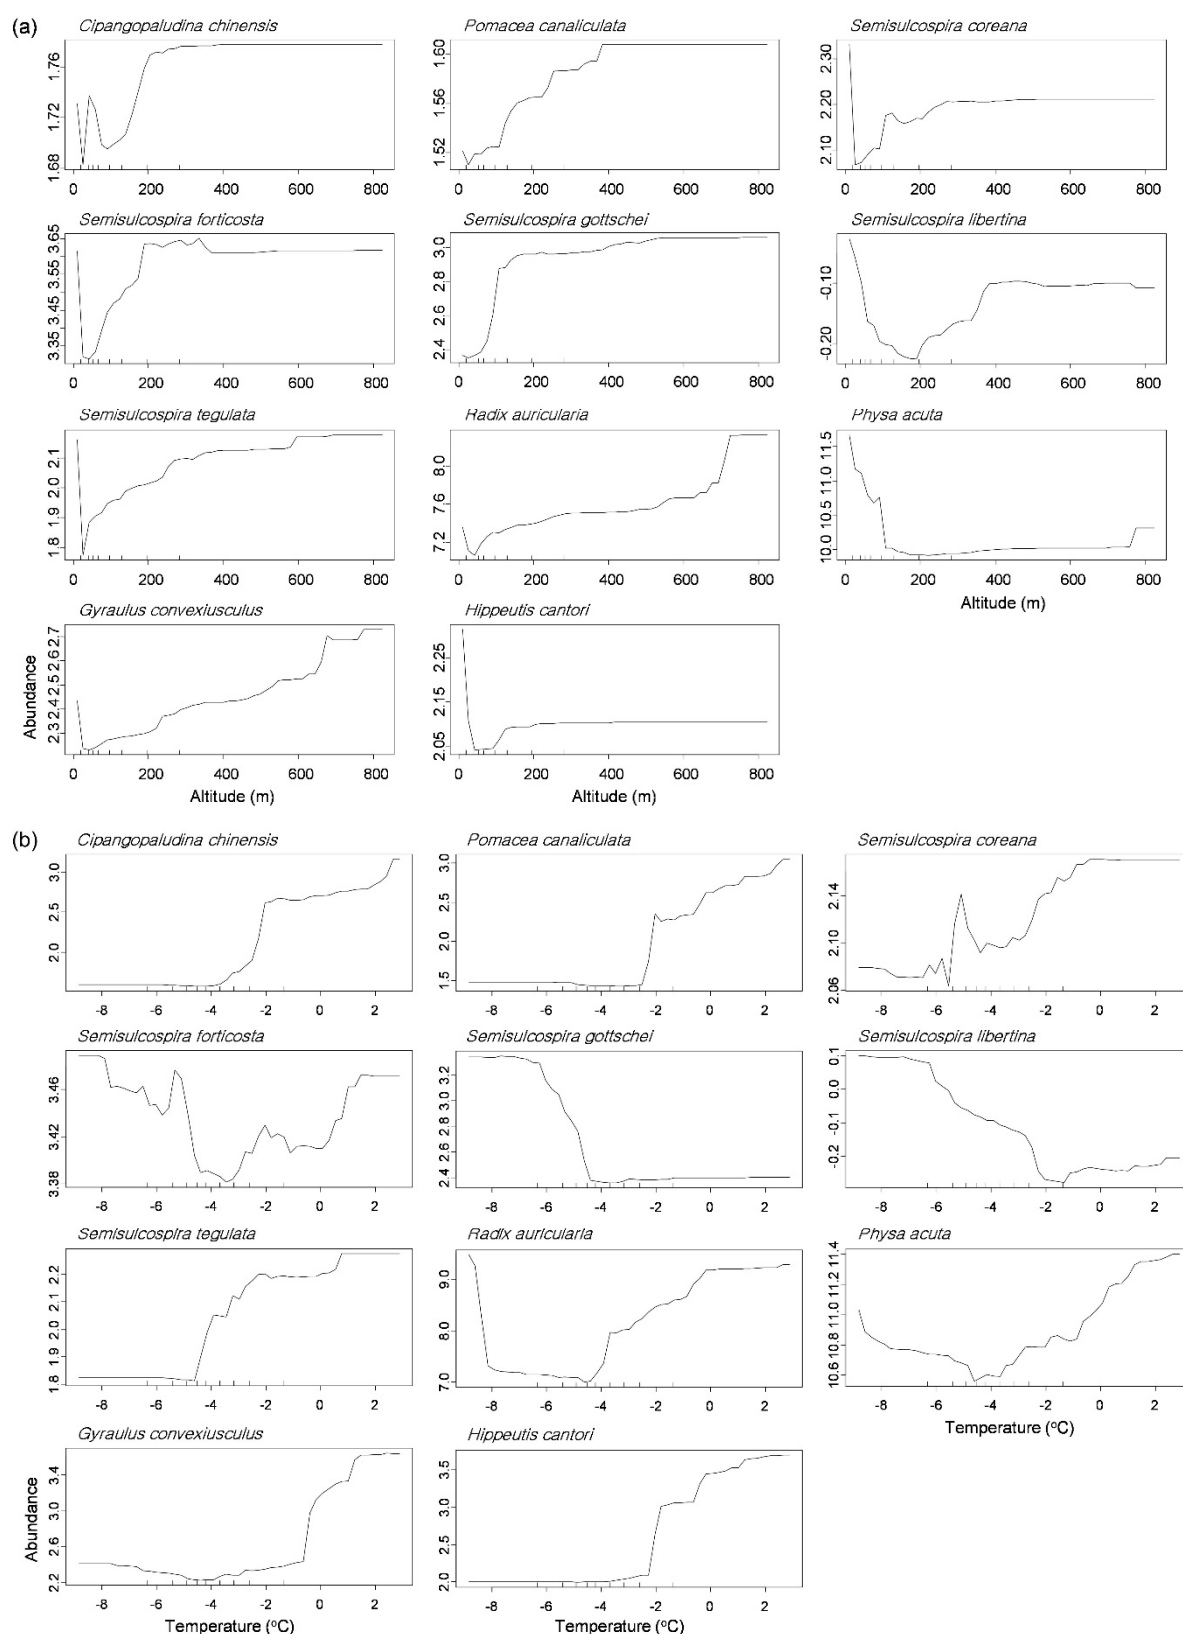 (a)
Cipangopaludina chinensis
1.68 1.72 1.76
0 200 400 600 800
Pomacea canaliculata
1.52 1.56 1.60
0 200 400 600 800
Semisulcospira coreana
2.10 2.20 2.30
0 200 400 600 800
Semisulcospira forticosta
3.35 3.45 3.55 3.65
0 200 400 600 800
Semisulcospira gottschei
2.4 2.6 2.8 3.0
0 200 400 600 800
Semisulcospira libertina
-0.20 -0.10
0 200 400 600 800
Semisulcospira tegulata
1.8 1.9 2.0 2.1
0 200 400 600 800
Radix auricularia
7.2 7.6 8.0
0 200 400 600 800
Physa acuta
10.0 10.5 11.0 11.5
0 200 400 600 800
Altitude (m)
Gyraulus convexiusculus
Abundance
2.3 2.4 2.5 2.6 2.7
0 200 400 600 800
Altitude (m)
Hippeutis cantori
2.05 2.15 2.25
0 200 400 600 800
Altitude (m)
(b)
Cipangopaludina chinensis
2.0 2.5 3.0
-8 -6 -4 -2 0 2
Pomacea canaliculata
1.5 2.0 2.5 3.0
-8 -6 -4 -2 0 2
Semisulcospira coreana
2.06 2.10 2.14
-8 -6 -4 -2 0 2
Semisulcospira forticosta
3.38 3.42 3.46
-8 -6 -4 -2 0 2
Semisulcospira gottschei
2.4 2.6 2.8 3.0 3.2
-8 -6 -4 -2 0 2
Semisulcospira libertina
-0.2 -0.1 0.0 0.1
-8 -6 -4 -2 0 2
Semisulcospira tegulata
1.8 1.9 2.0 2.1 2.2
-8 -6 -4 -2 0 2
Radix auricularia
7.0 8.0 9.0
-8 -6 -4 -2 0 2
Physa acuta
10.6 10.8 11.0 11.2 11.4
-8 -6 -4 -2 0 2
Temperature (°C)
Gyraulus convexiusculus
Abundance
2.2 2.6 3.0 3.4
-8 -6 -4 -2 0 2
Temperature (°C)
Hippeutis cantori
2.0 2.5 3.0 3.5
-8 -6 -4 -2 0 2
Temperature (°C)